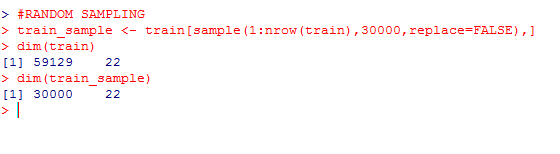 > #RANDOM SAMPLING
> train_sample <- train[sample(1:nrow(train),30000,replace=FALSE),]
> dim(train)
[1] 59129    22
> dim(train_sample)
[1] 30000    22
>